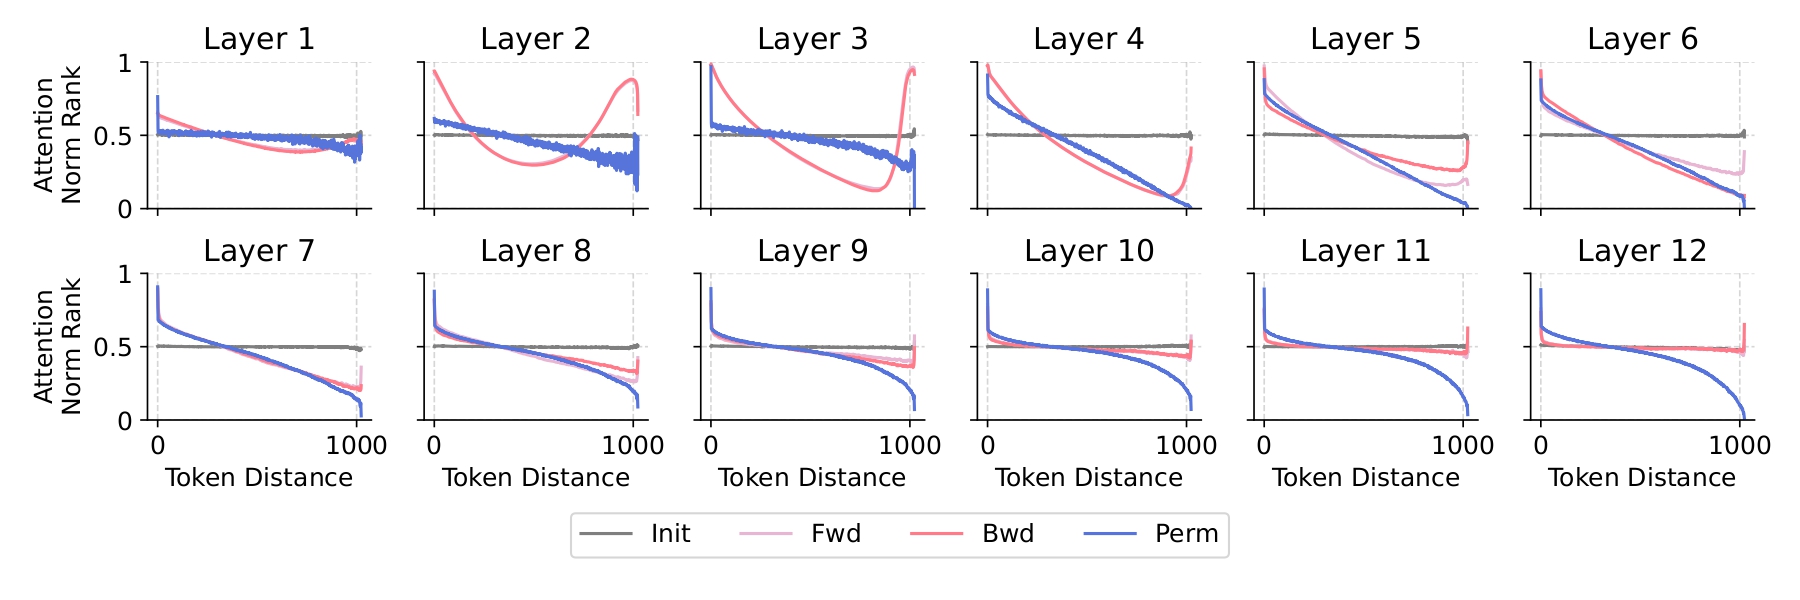 Layer 1 Layer 2 Layer 3 Layer 4 Layer 5 Layer 6
Attention
Norm Rank
1
0.5
0
Layer 7 Layer 8 Layer 9 Layer 10 Layer 11 Layer 12
Attention
Norm Rank
1
0.5
0
0 1000 0 1000 0 1000 0 1000 0 1000 0 1000
Token Distance Token Distance Token Distance Token Distance Token Distance Token Distance
Init Fwd Bwd Perm